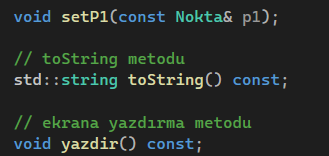 void setP1(const Nokta& p1);
// toString metodu
std::string toString() const;
// ekrana yazdırma metodu
void yazdir() const;